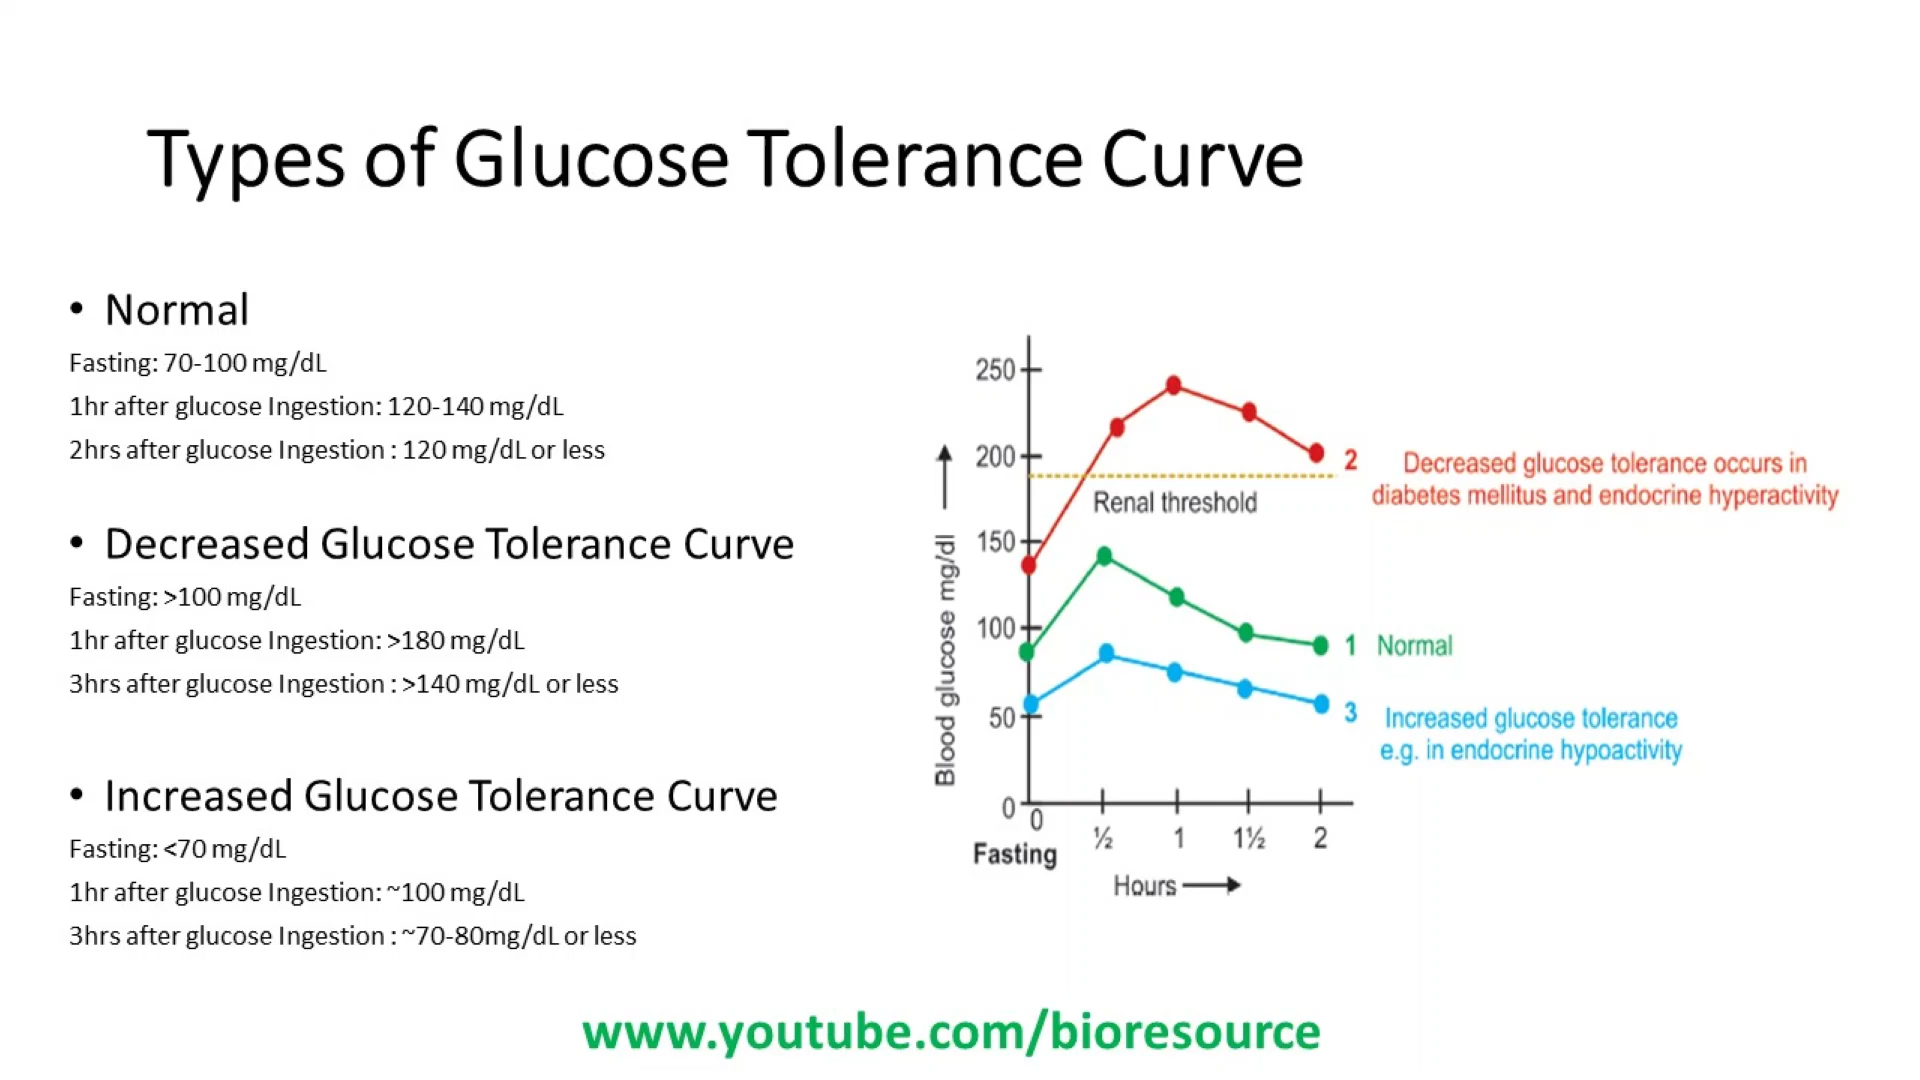 Types of Glucose Tolerance Curve
• Normal
Fasting: 70-100 mg/dL
1hr after glucose Ingestion: 120-140 mg/dL
2hrs after glucose Ingestion : 120 mg/dL or less
• Decreased Glucose Tolerance Curve
Fasting: >100 mg/dL
1hr after glucose Ingestion: >180 mg/dL
3hrs after glucose Ingestion : >140 mg/dL or less
• Increased Glucose Tolerance Curve
Fasting: <70 mg/dL
1hr after glucose Ingestion: ~100 mg/dL
3hrs after glucose Ingestion : ~70-80mg/dL or less
Blood glucose mg/dl
250
200
150
100
50
0
Renal threshold
2
Decreased glucose tolerance occurs in
diabetes mellitus and endocrine hyperactivity
1 Normal
3
Increased glucose tolerance
e.g. in endocrine hypoactivity
0 ½ 1 1½ 2
Fasting
Hours
www.youtube.com/bioresource